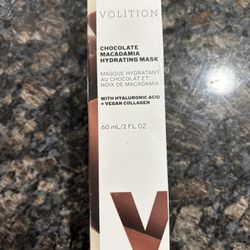 VOLITION
CHOCOLATE
MACADAMIA
HYDRATING MASK
MASQUE HYDRATANT
AU CHOCOLAT ET
NOIX DE MACADAMIA
WITH HYALURONIC ACID
+ VEGAN COLLAGEN
60 mL/2 FL OZ
V